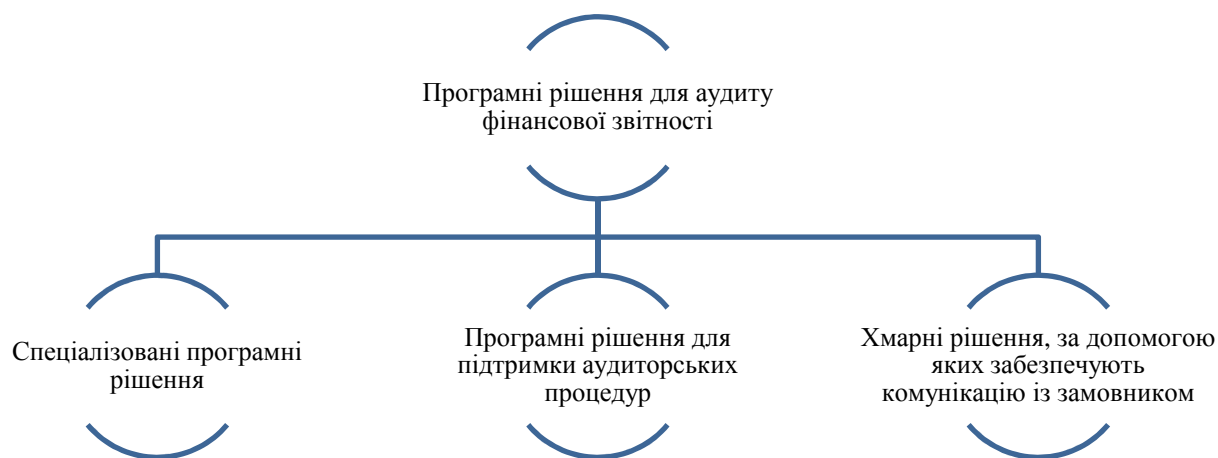 Програмні рішення для аудиту
фінансової звітності
Спеціалізовані програмні
рішення
Програмні рішення для
підтримки аудиторських
процедур
Хмарні рішення, за допомогою
яких забезпечують
комунікацію із замовником